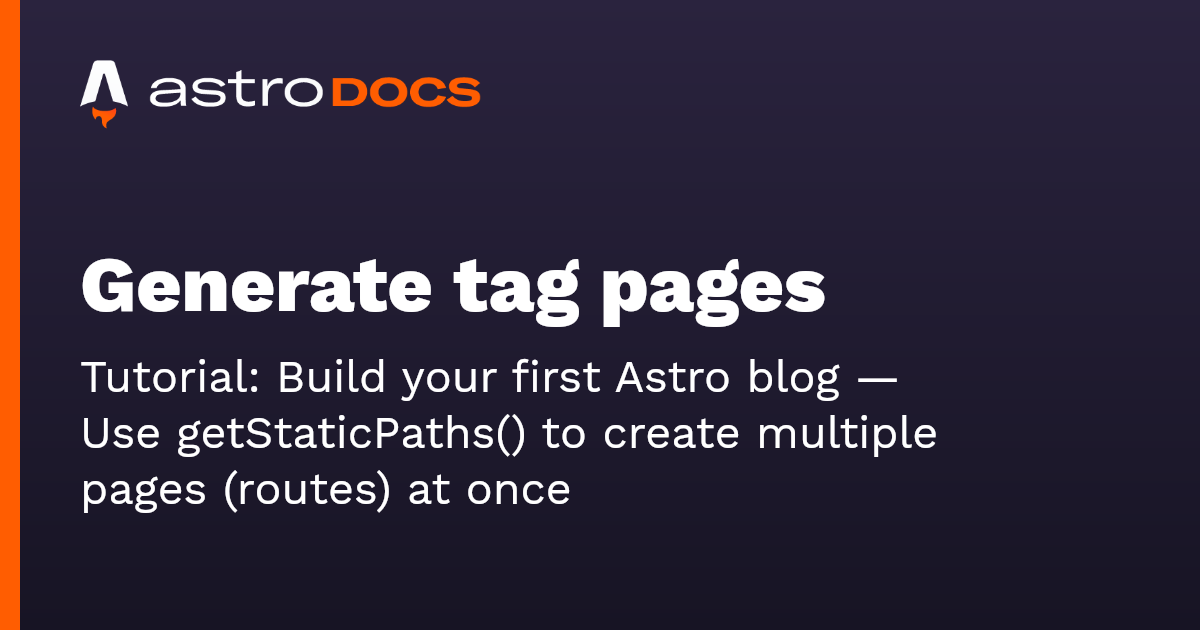 astro DOCS
Generate tag pages
Tutorial: Build your first Astro blog —
Use getStaticPaths() to create multiple
pages (routes) at once